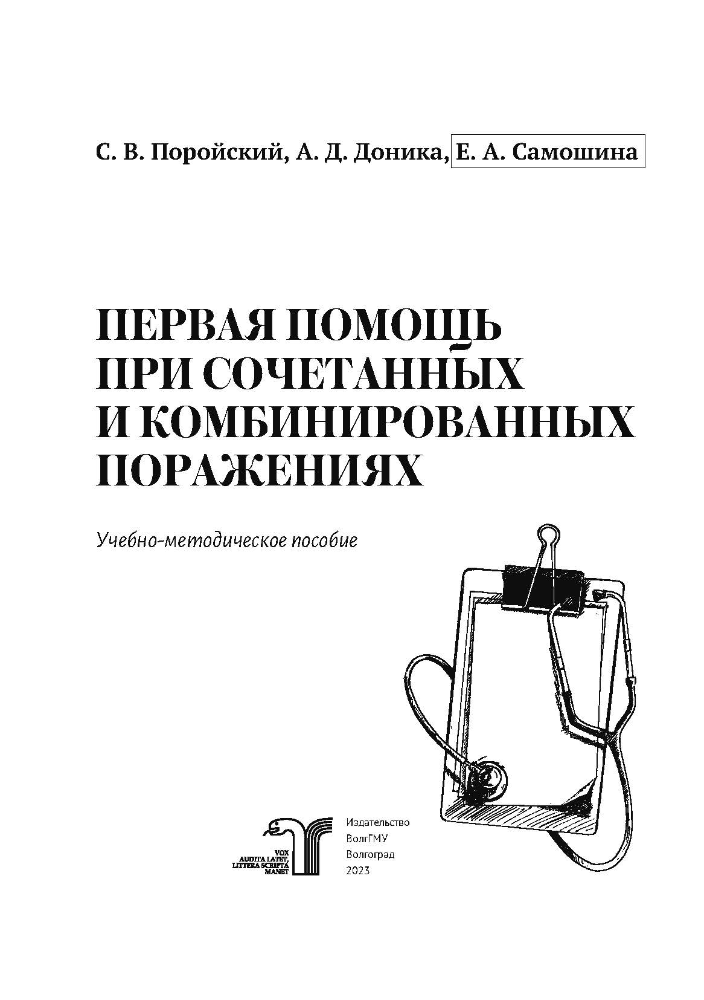 С. В. Поройский, А. Д. Доника, Е. А. Самошина
ПЕРВАЯ ПОМОЩЬ
ПРИ СОЧЕТАННЫХ
И КОМБИНИРОВАННЫХ
ПОРАЖЕНИЯХ
Учебно-методическое пособие
VOX
AUDITA LATET,
LITTERA SCRIPTA
MANET
Издательство
ВолгГМУ
Волгоград
2023